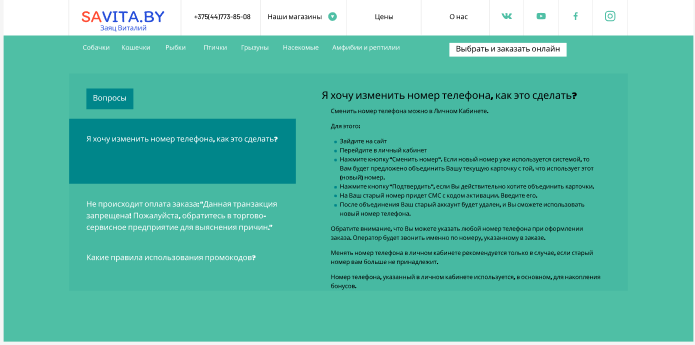 SAVITA.BY
Заяц Виталий
+375(44)773-85-08
Наши магазины
Цены
О нас
Собачки
Кошечки
Рыбки
Птички
Грызуны
Насекомые
Амфибии и рептилии
Выбрать и заказать онлайн
Вопросы
Я хочу изменить номер телефона, как это сделать?
Не происходит оплата заказа:"Данная транзакция
запрещена! Пожалуйста, обратитесь в торгово-
сервисное предприятие для выяснения причин."
Какие правила использования промокодов?
Я хочу изменить номер телефона, как это сделать?
Сменить номер телефона можно в Личном Кабинете.
Для этого:
Зайдите на сайт
Перейдите в личный кабинет
Нажмите кнопку "Сменить номер". Если новый номер уже используется системой, то
Вам будет предложено объединить Вашу текущую карточку с той, что использует этот
(новый) номер.
Нажмите кнопку "Подтвердить", если Вы действительно хотите объединить карточки.
На Ваш старый номер придет СМС с кодом активации. Введите его.
После объединения Ваш старый аккаунт будет удален, и Вы сможете использовать
новый номер телефона.
Обратите внимание, что Вы можете указать любой номер телефона при оформлении
заказа. Оператор будет звонить именно по номеру, указанному в заказе.
Менять номер телефона в личном кабинете рекомендуется только в случае, если старый
номер вам больше не принадлежит.
Номер телефона, указанный в личном кабинете используется, в основном, для накопления
бонусов.